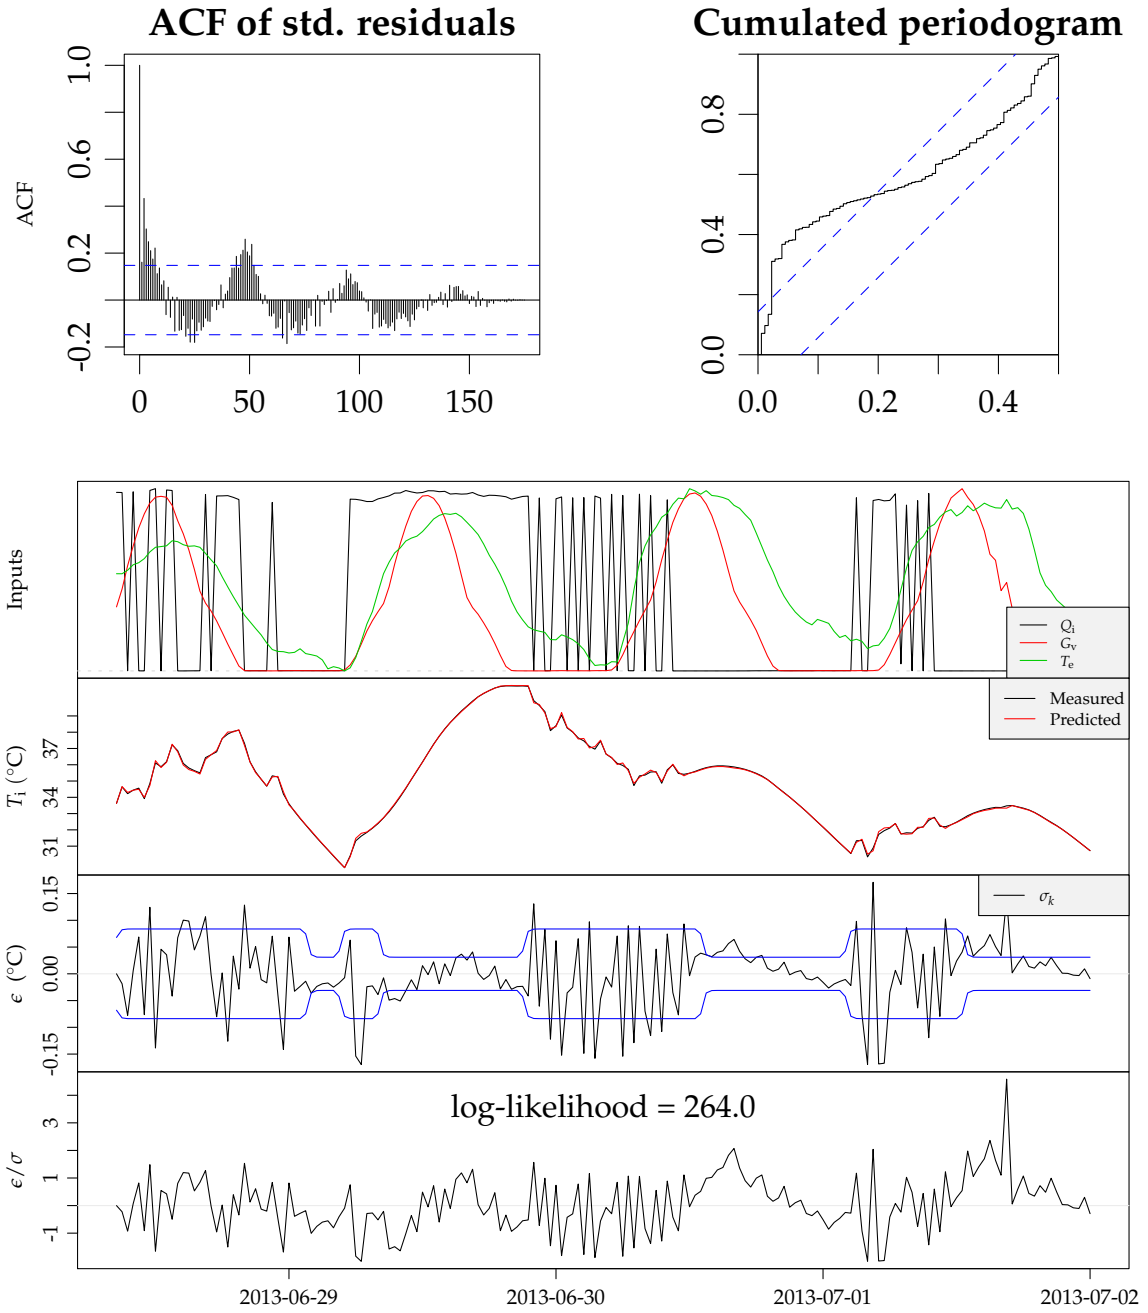 ACF of std. residuals
Cumulated periodogram
ACF
1.0
0.6
0.2
-0.2
0 50 100 150
0.8
0.4
0.0
0.0 0.2 0.4
Inputs
Qi
Gv
Te
Ti (°C)
37
34
31
Measured
Predicted
ϵ (°C)
0.15
0.00
-0.15
σk
ϵ/σ
3
1
-1
log-likelihood = 264.0
2013-06-29 2013-06-30 2013-07-01 2013-07-02